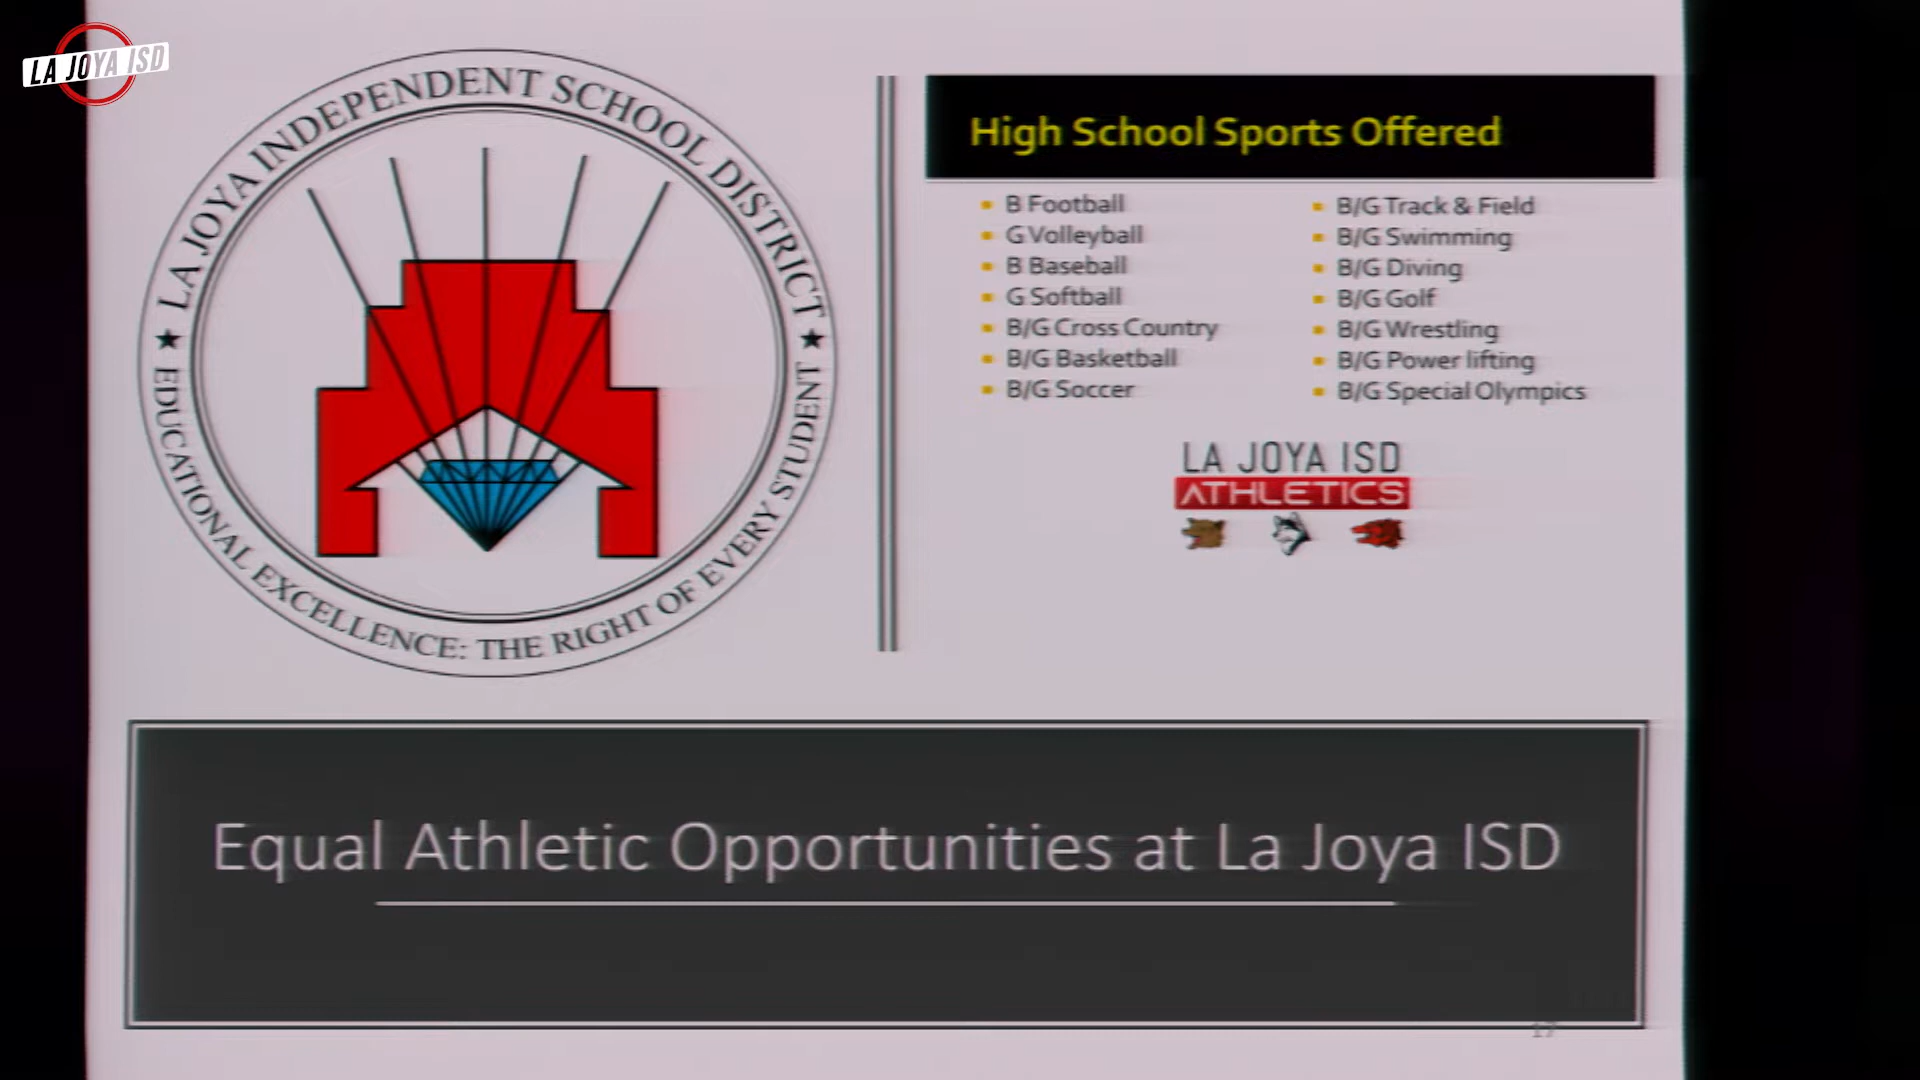 LA JOYA ISD
LA JOYA INDEPENDENT SCHOOL DISTRICT
EDUCATIONAL EXCELLENCE: THE RIGHT OF EVERY STUDENT
High School Sports Offered
B Football
G Volleyball
B Baseball
G Softball
B/G Cross Country
B/G Basketball
B/G Soccer
B/G Track & Field
B/G Swimming
B/G Diving
B/G Golf
B/G Wrestling
B/G Power lifting
B/G Special Olympics
LA JOYA ISD
ATHLETICS
Equal Athletic Opportunities at La Joya ISD
17